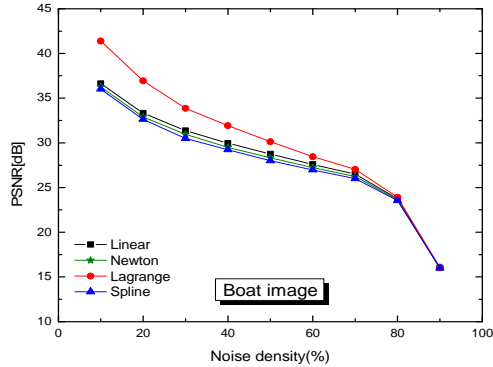 45
40
35
30
25
20
15
10
PSNR[dB]
Linear
Newton
Lagrange
Spline
Boat image
0 20 40 60 80 100
Noise density(%)